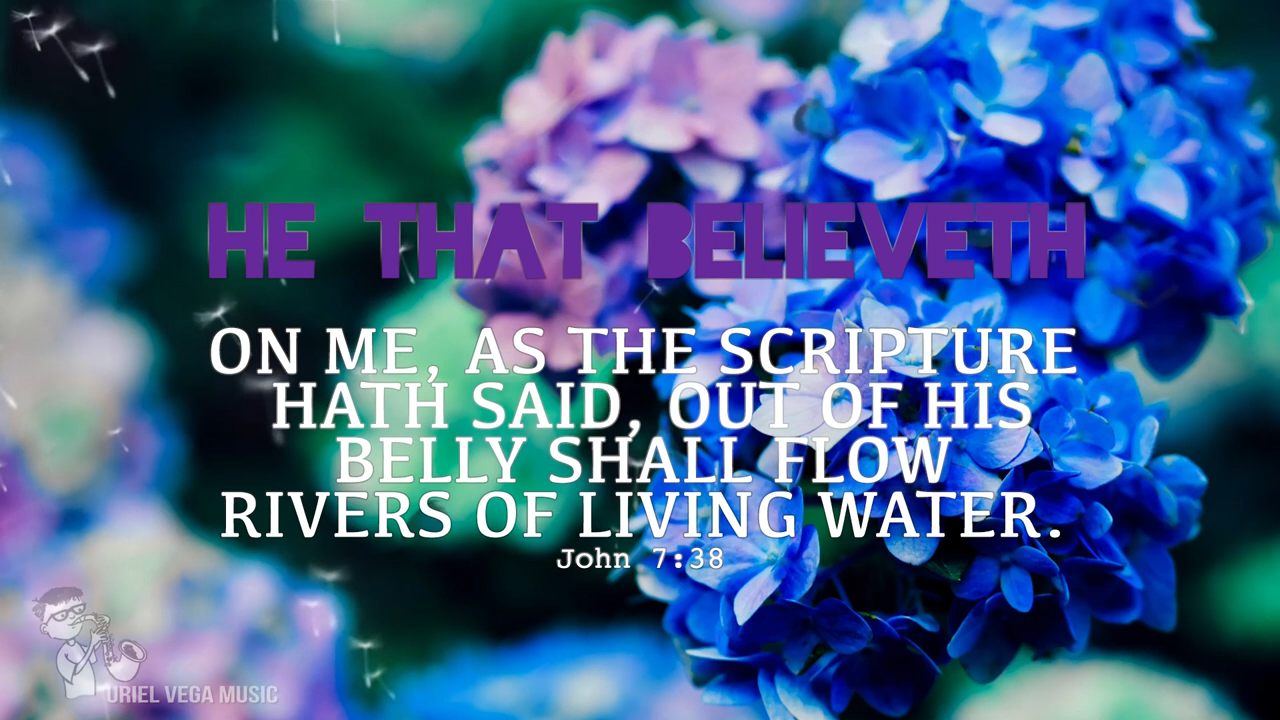 HE THAT BELIEVETH
ON ME, AS THE SCRIPTURE
HATH SAID, OUT OF HIS
BELLY SHALL FLOW
RIVERS OF LIVING WATER.
John 7:38
URIEL VEGA MUSIC